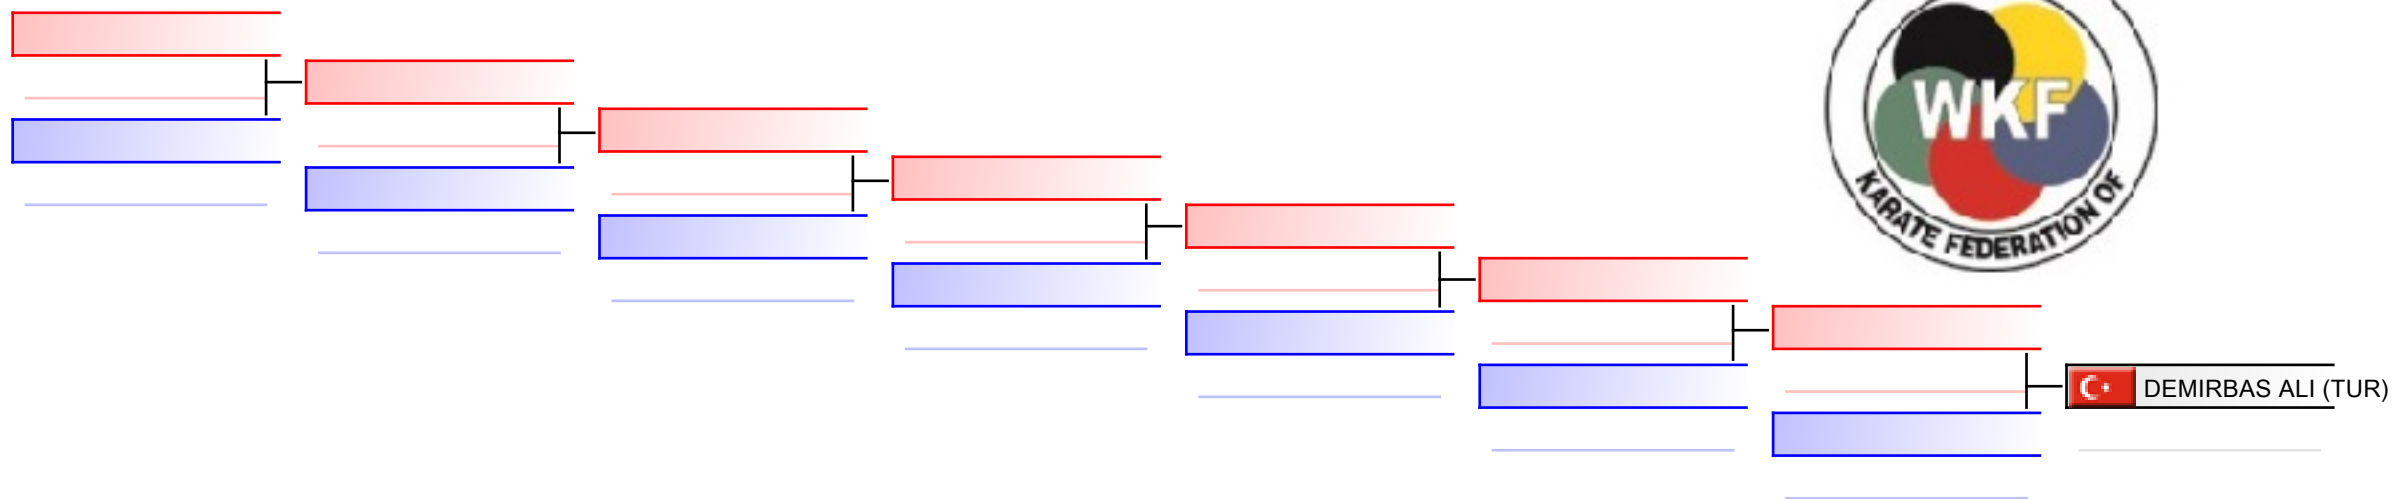 WKF
KARATE FEDERATION OF
DEMIRBAS ALI (TUR)